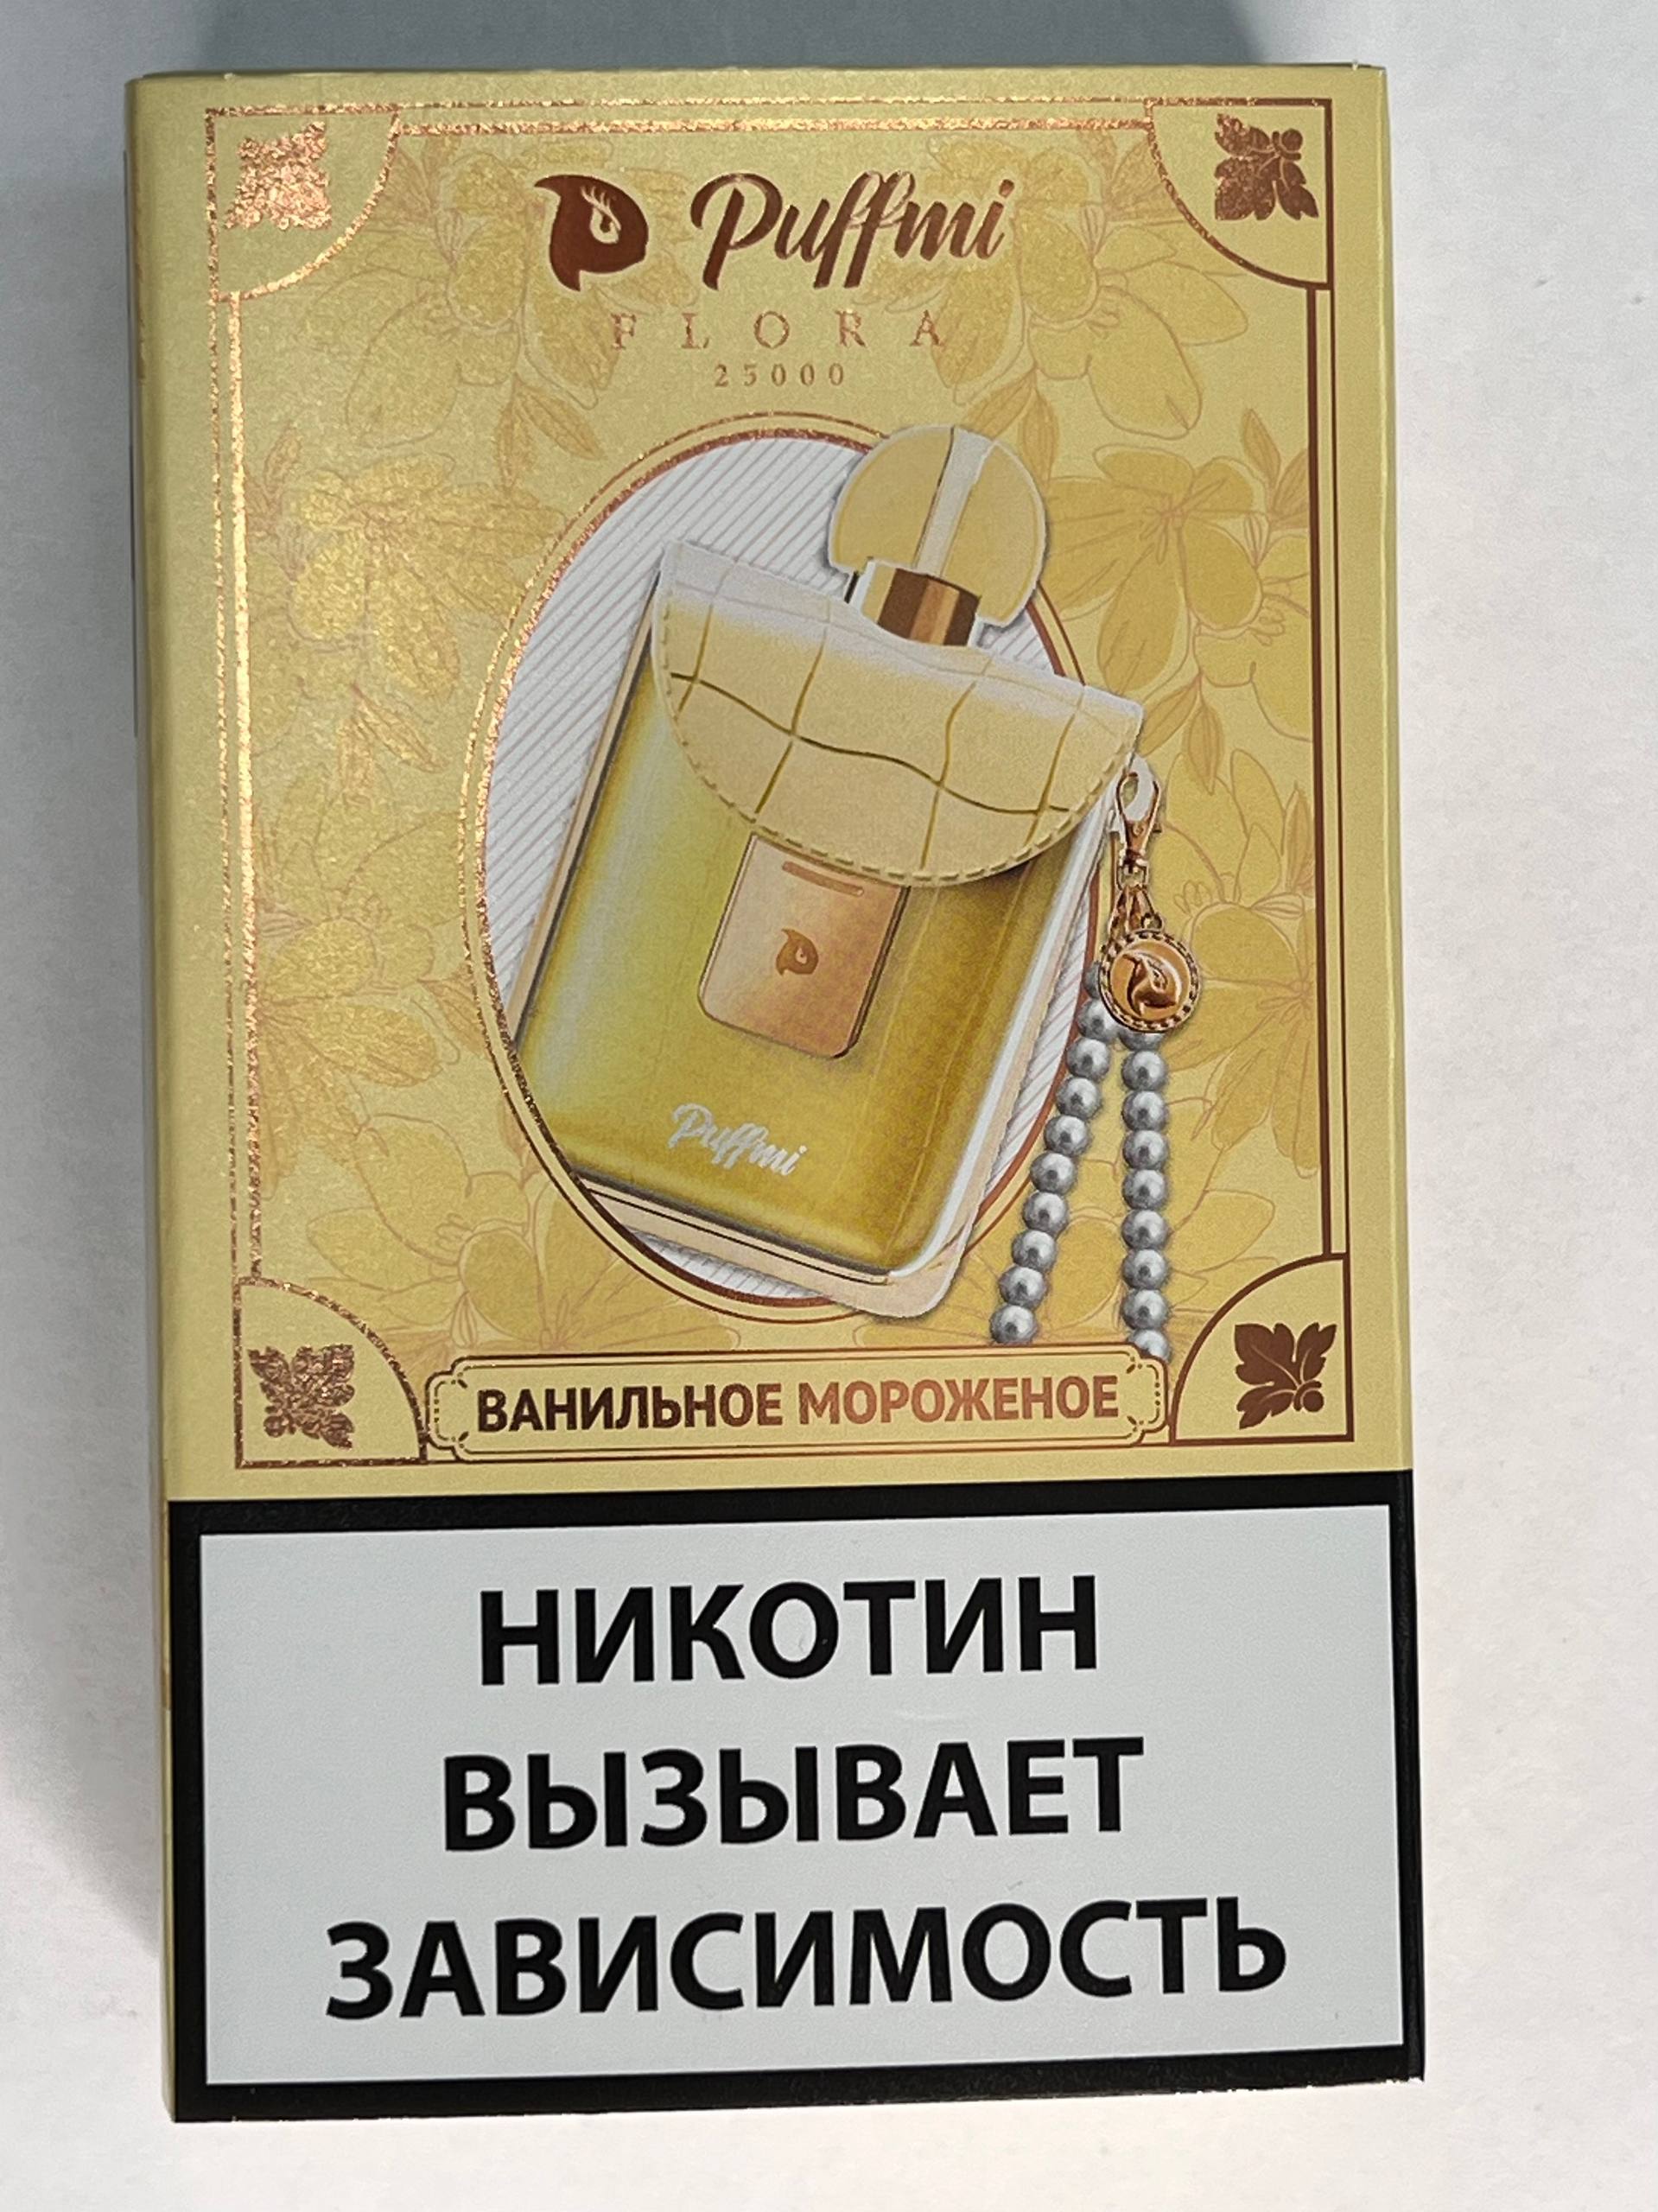 Puffmi
FLORA
25000
Puffmi
ВАНИЛЬНОЕ МОРОЖЕНОЕ
НИКОТИН
ВЫЗЫВАЕТ
ЗАВИСИМОСТЬ